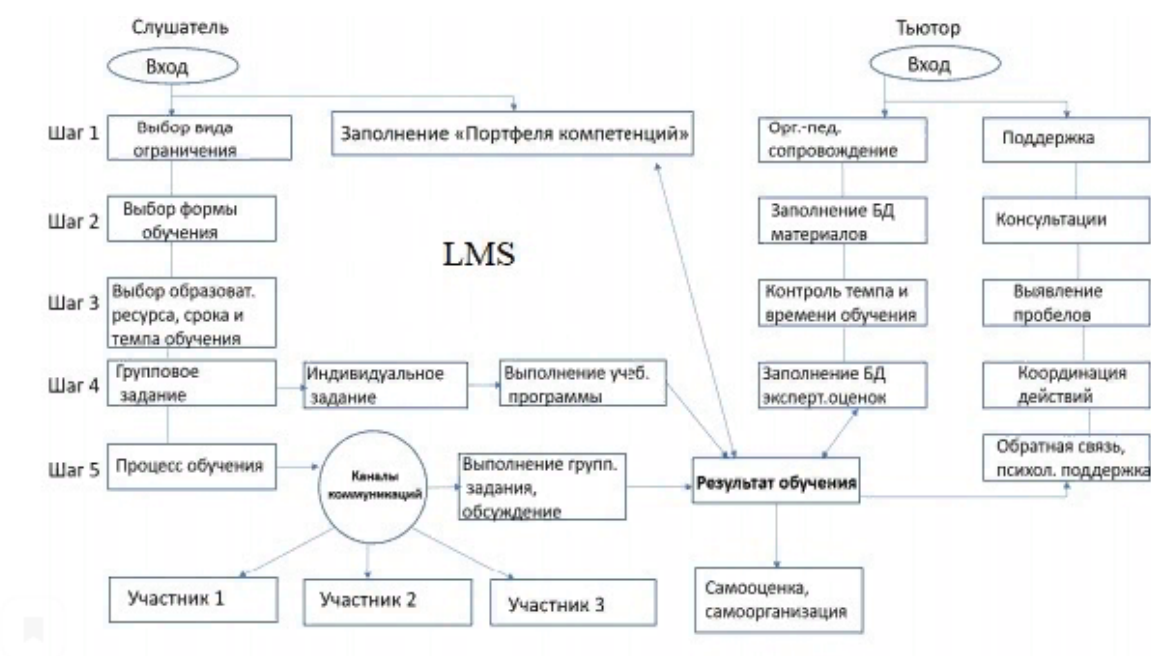 Слушатель
Тьютор
Вход
Вход
Шаг 1
Выбор вида
ограничения
Заполнение «Портфеля компетенций»
Орг.-пед.
сопровождение
Поддержка
Шаг 2
Выбор формы
обучения
LMS
Заполнение БД
материалов
Консультации
Шаг 3
Выбор образоват.
ресурса, срока и
темпа обучения
Контроль темпа и
времени обучения
Выявление
пробелов
Шаг 4
Групповое
задание
Индивидуальное
задание
Выполнение учеб.
программы
Заполнение БД
эксперт.оценок
Координация
действий
Шаг 5
Процесс обучения
Каналы
коммуникаций
Выполнение групп.
задания,
обсуждение
Результат обучения
Обратная связь,
психол. поддержка
Участник 1
Участник 2
Участник 3
Самооценка,
самоорганизация